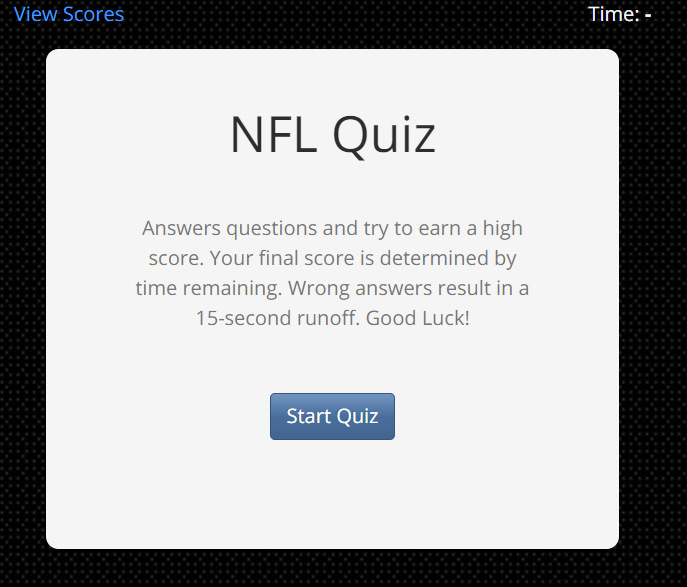 View Scores
Time: -
NFL Quiz
Answers questions and try to earn a high
score. Your final score is determined by
time remaining. Wrong answers result in a
15-second runoff. Good Luck!
Start Quiz